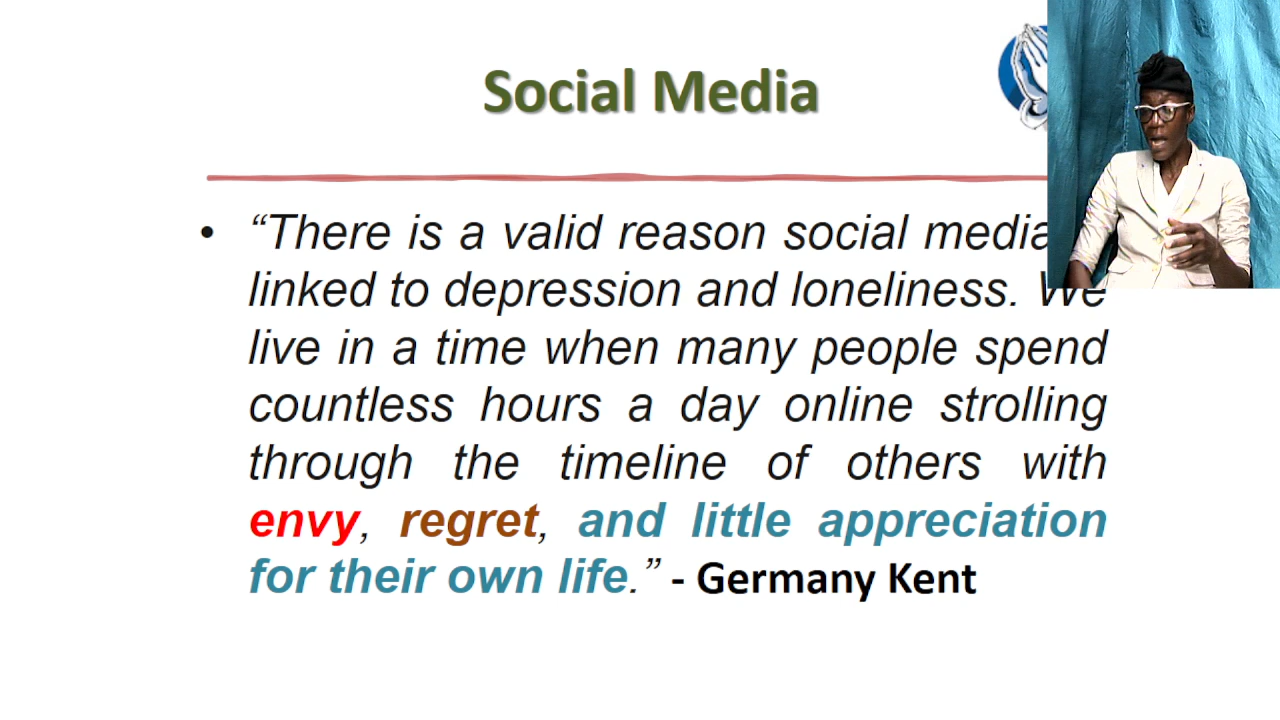 Social Media
• “There is a valid reason social media
linked to depression and loneliness. We
live in a time when many people spend
countless hours a day online strolling
through the timeline of others with
envy, regret, and little appreciation
for their own life.” - Germany Kent